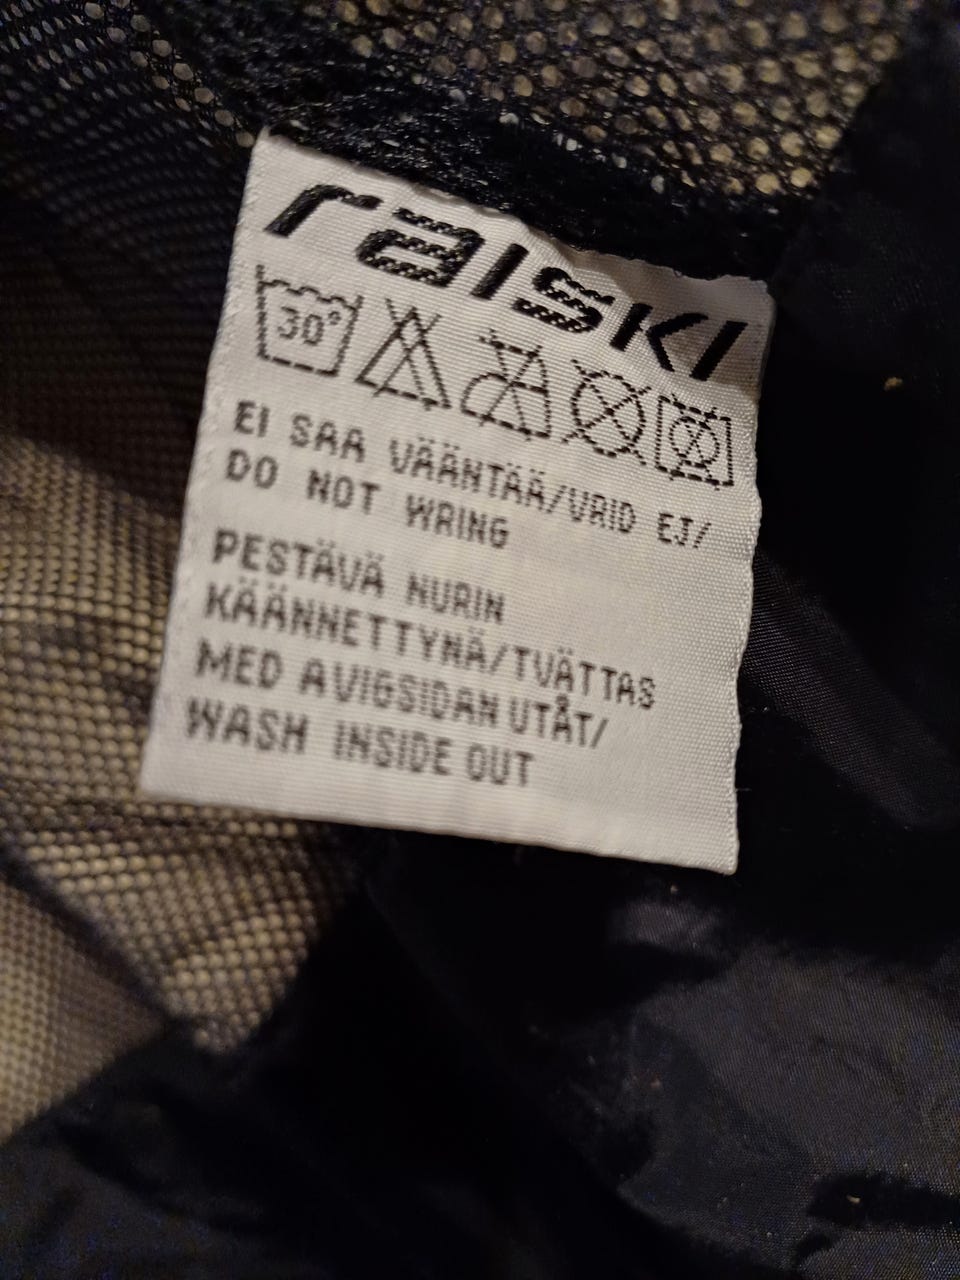 raiski
30°
EI SAA VÄÄNTÄÄ/VRID EJ/
DO NOT WRING
PESTÄVÄ NURIN
KÄÄNNETTYNÄ/TVÄTTAS
MED AVIGSIDAN UTÅT/
WASH INSIDE OUT